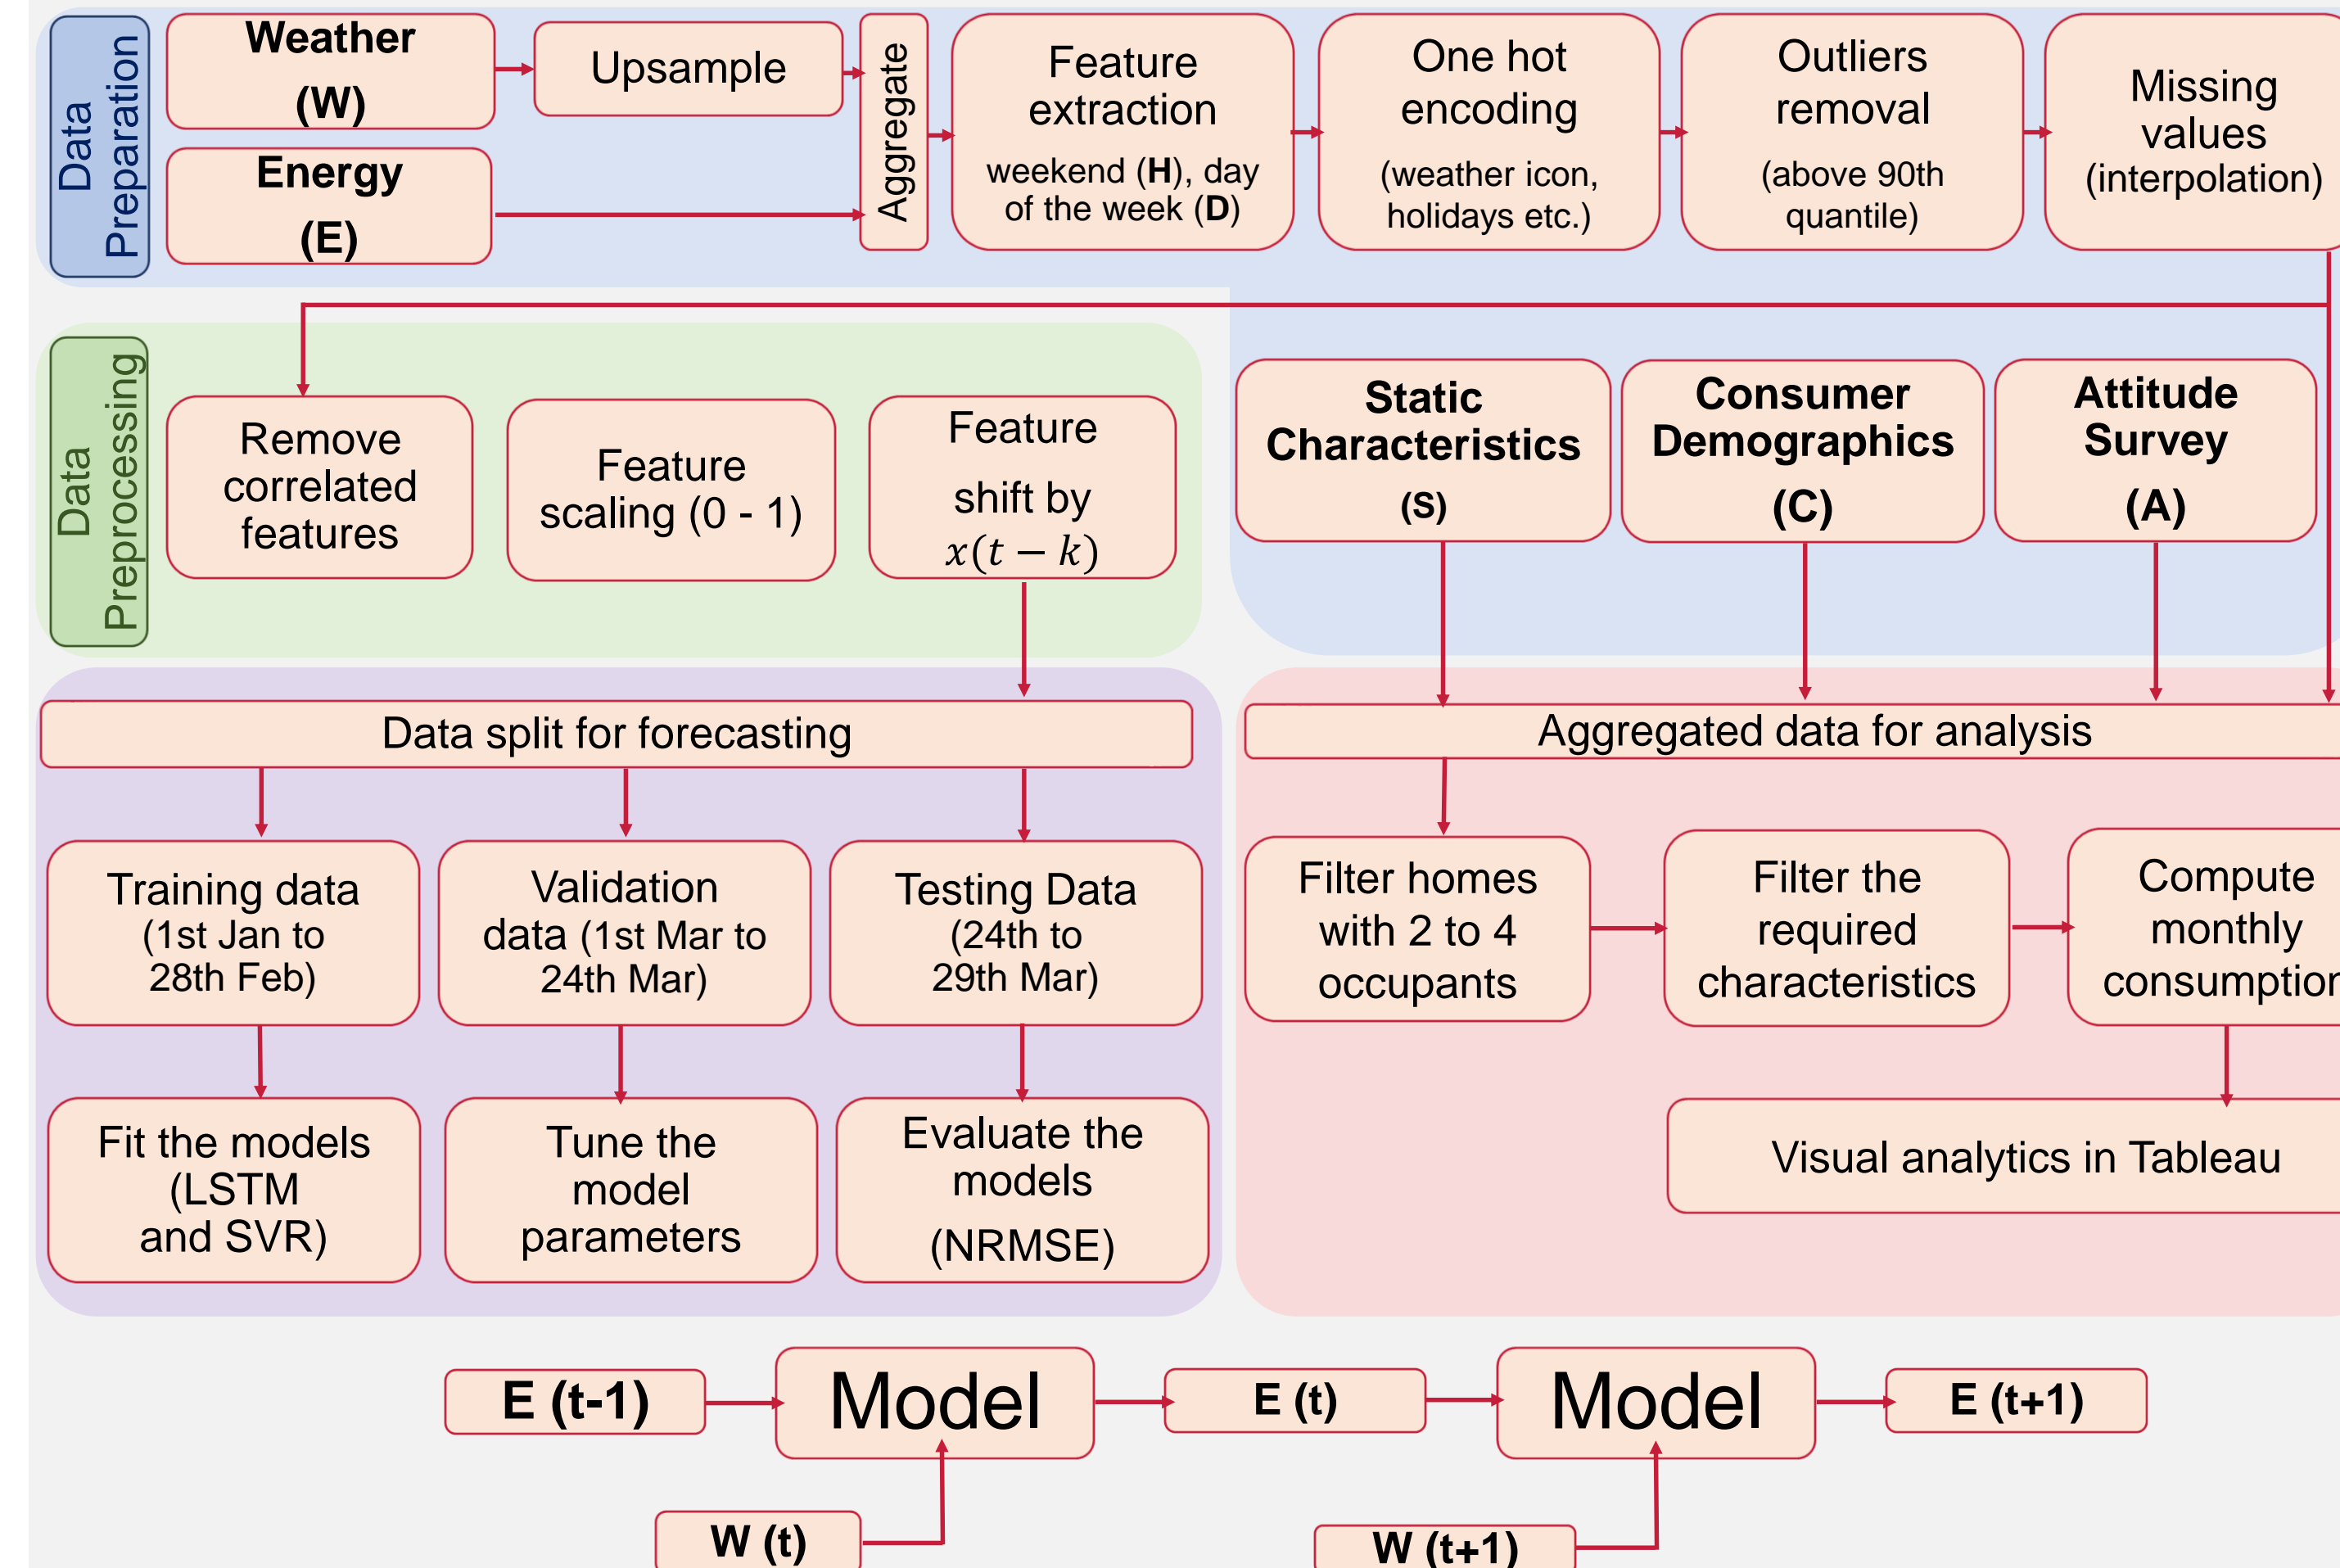 Data
Preparation
Weather
(W)
Upsample
Energy
(E)
Aggregate
Feature
extraction
weekend (H), day
of the week (D)
One hot
encoding
(weather icon,
holidays etc.)
Outliers
removal
(above 90th
quantile)
Missing
values
(interpolation)
Data
Preprocessing
Remove
correlated
features
Feature
scaling (0 - 1)
Feature
shift by
x(t − k)
Static
Characteristics
(S)
Consumer
Demographics
(C)
Attitude
Survey
(A)
Data split for forecasting
Training data
(1st Jan to
28th Feb)
Validation
data (1st Mar to
24th Mar)
Testing Data
(24th to
29th Mar)
Fit the models
(LSTM
and SVR)
Tune the
model
parameters
Evaluate the
models
(NRMSE)
Aggregated data for analysis
Filter homes
with 2 to 4
occupants
Filter the
required
characteristics
Compute
monthly
consumption
Visual analytics in Tableau
E (t-1)
Model
E (t)
Model
E (t+1)
W (t)
W (t+1)